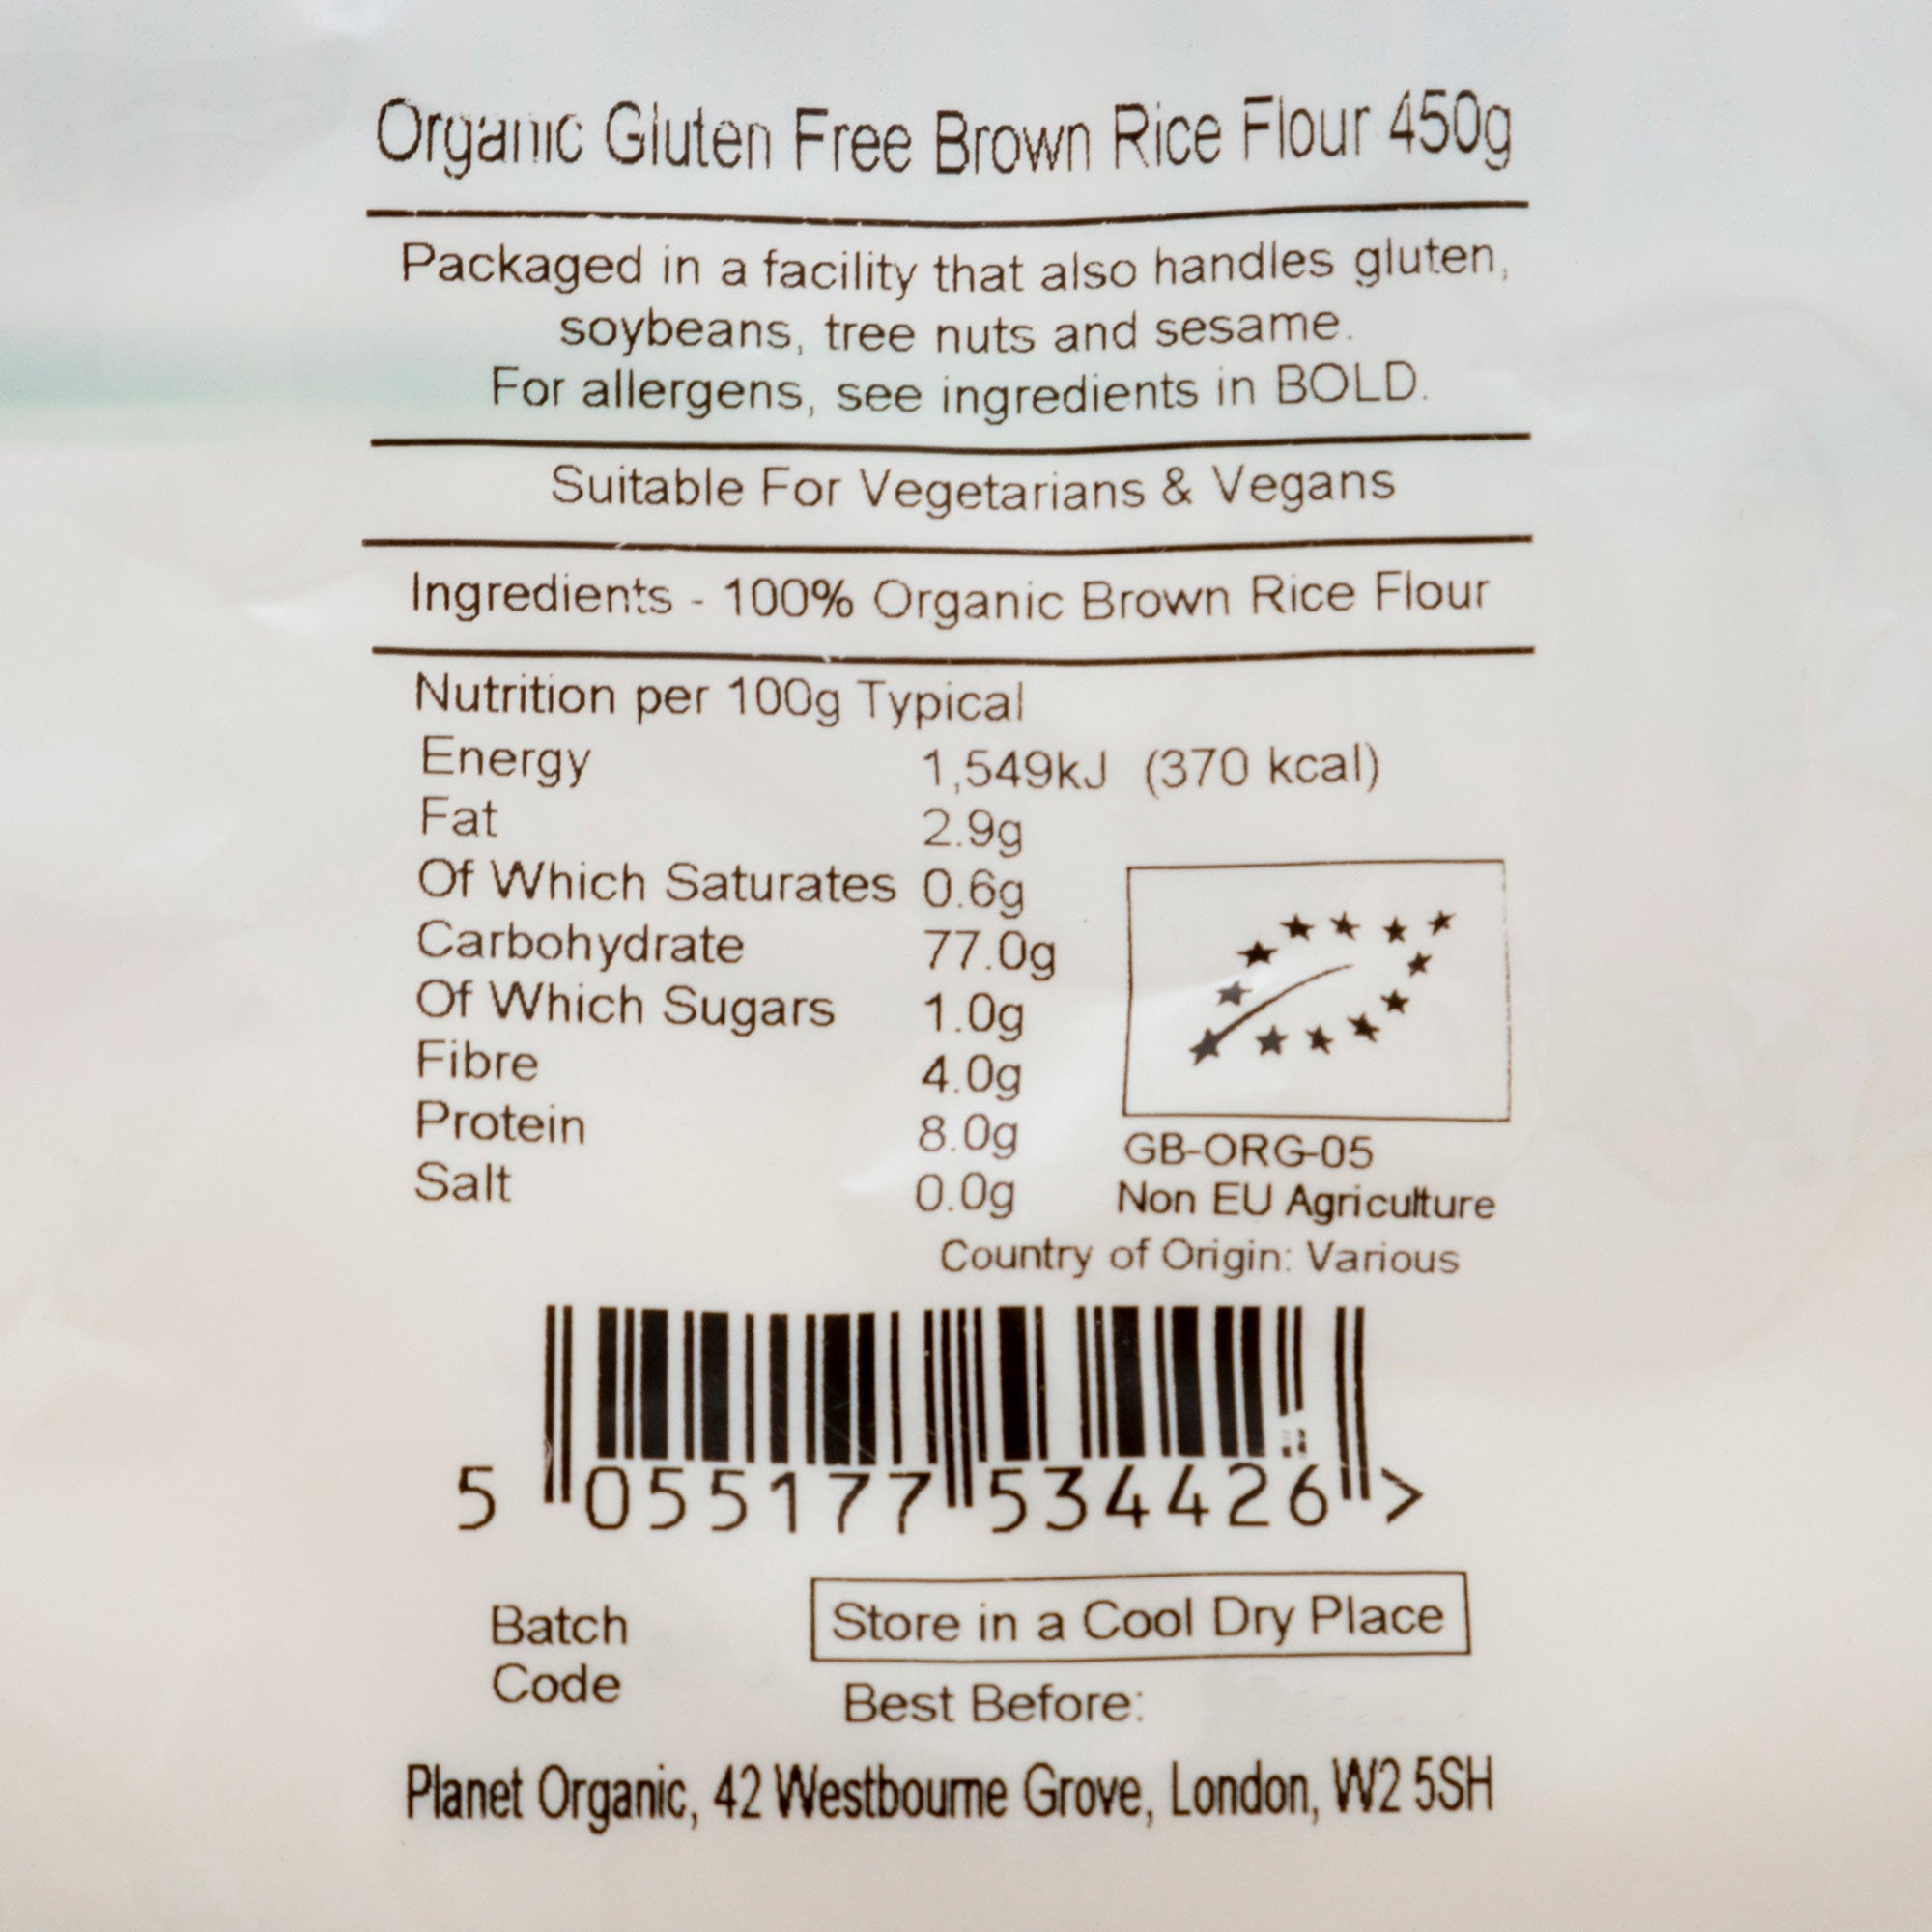 Organic Gluten Free Brown Rice Flour 450g
Packaged in a facility that also handles gluten,
soybeans, tree nuts and sesame.
For allergens, see ingredients in BOLD.
Suitable For Vegetarians & Vegans
Ingredients - 100% Organic Brown Rice Flour
Nutrition per 100g Typical
Energy 1,549kJ (370 kcal)
Fat 2.9g
Of Which Saturates 0.6g
Carbohydrate 77.0g
Of Which Sugars 1.0g
Fibre 4.0g
Protein 8.0g
Salt 0.0g
GB-ORG-05
Non EU Agriculture
Country of Origin: Various
5 055177 534426 >
Batch
Code
Store in a Cool Dry Place
Best Before:
Planet Organic, 42 Westbourne Grove, London, W2 5SH